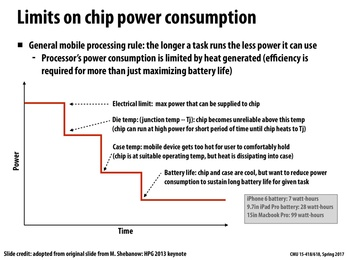 Limits on chip power consumption
■ General mobile processing rule: the longer a task runs the less power it can use
- Processor's power consumption is limited by heat generated (efficiency is
required for more than just maximizing battery life)
Electrical limit: max power that can be supplied to chip
Die temp: (junction temp -- Tj): chip becomes unreliable above this temp
(chip can run at high power for short period of time until chip heats to Tj)
Case temp: mobile device gets too hot for user to comfortably hold
(chip is at suitable operating temp, but heat is dissipating into case)
Battery life: chip and case are cool, but want to reduce power
consumption to sustain long battery life for given task
Power
Time
iPhone 6 battery: 7 watt-hours
9.7in iPad Pro battery: 28 watt-hours
15in Macbook Pro: 99 watt-hours
Slide credit: adopted from original slide from M. Shebanow: HPG 2013 keynote
CMU 15-418/618, Spring 2017